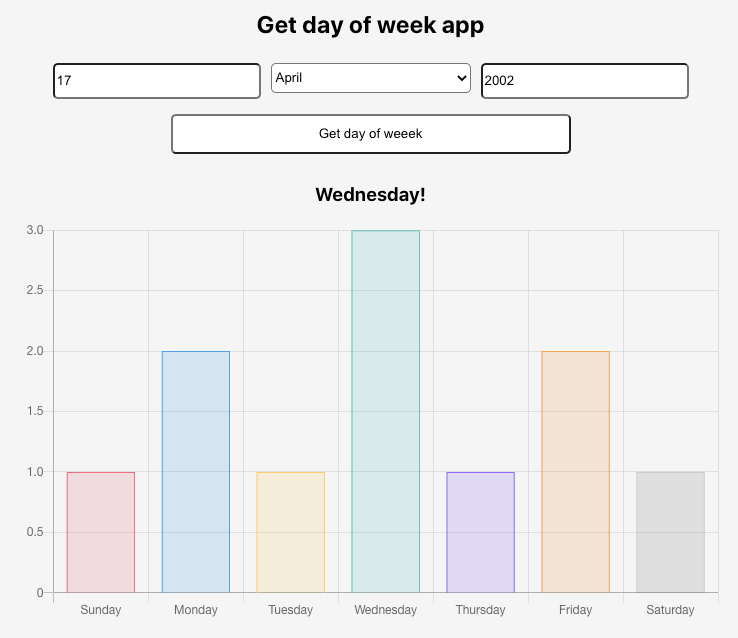 Get day of week app
17 April 2002
Get day of weeek
Wednesday!
3.0
2.5
2.0
1.5
1.0
0.5
0
Sunday Monday Tuesday Wednesday Thursday Friday Saturday